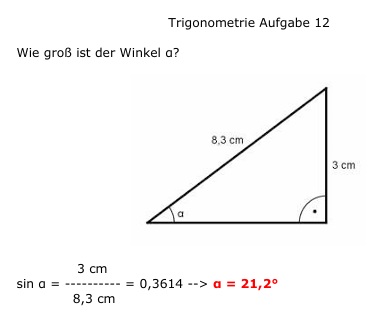 Trigonometrie Aufgabe 12
Wie groß ist der Winkel α?
8,3 cm
3 cm
α
3 cm
sin α = ---------- = 0,3614 --> α = 21,2°
8,3 cm